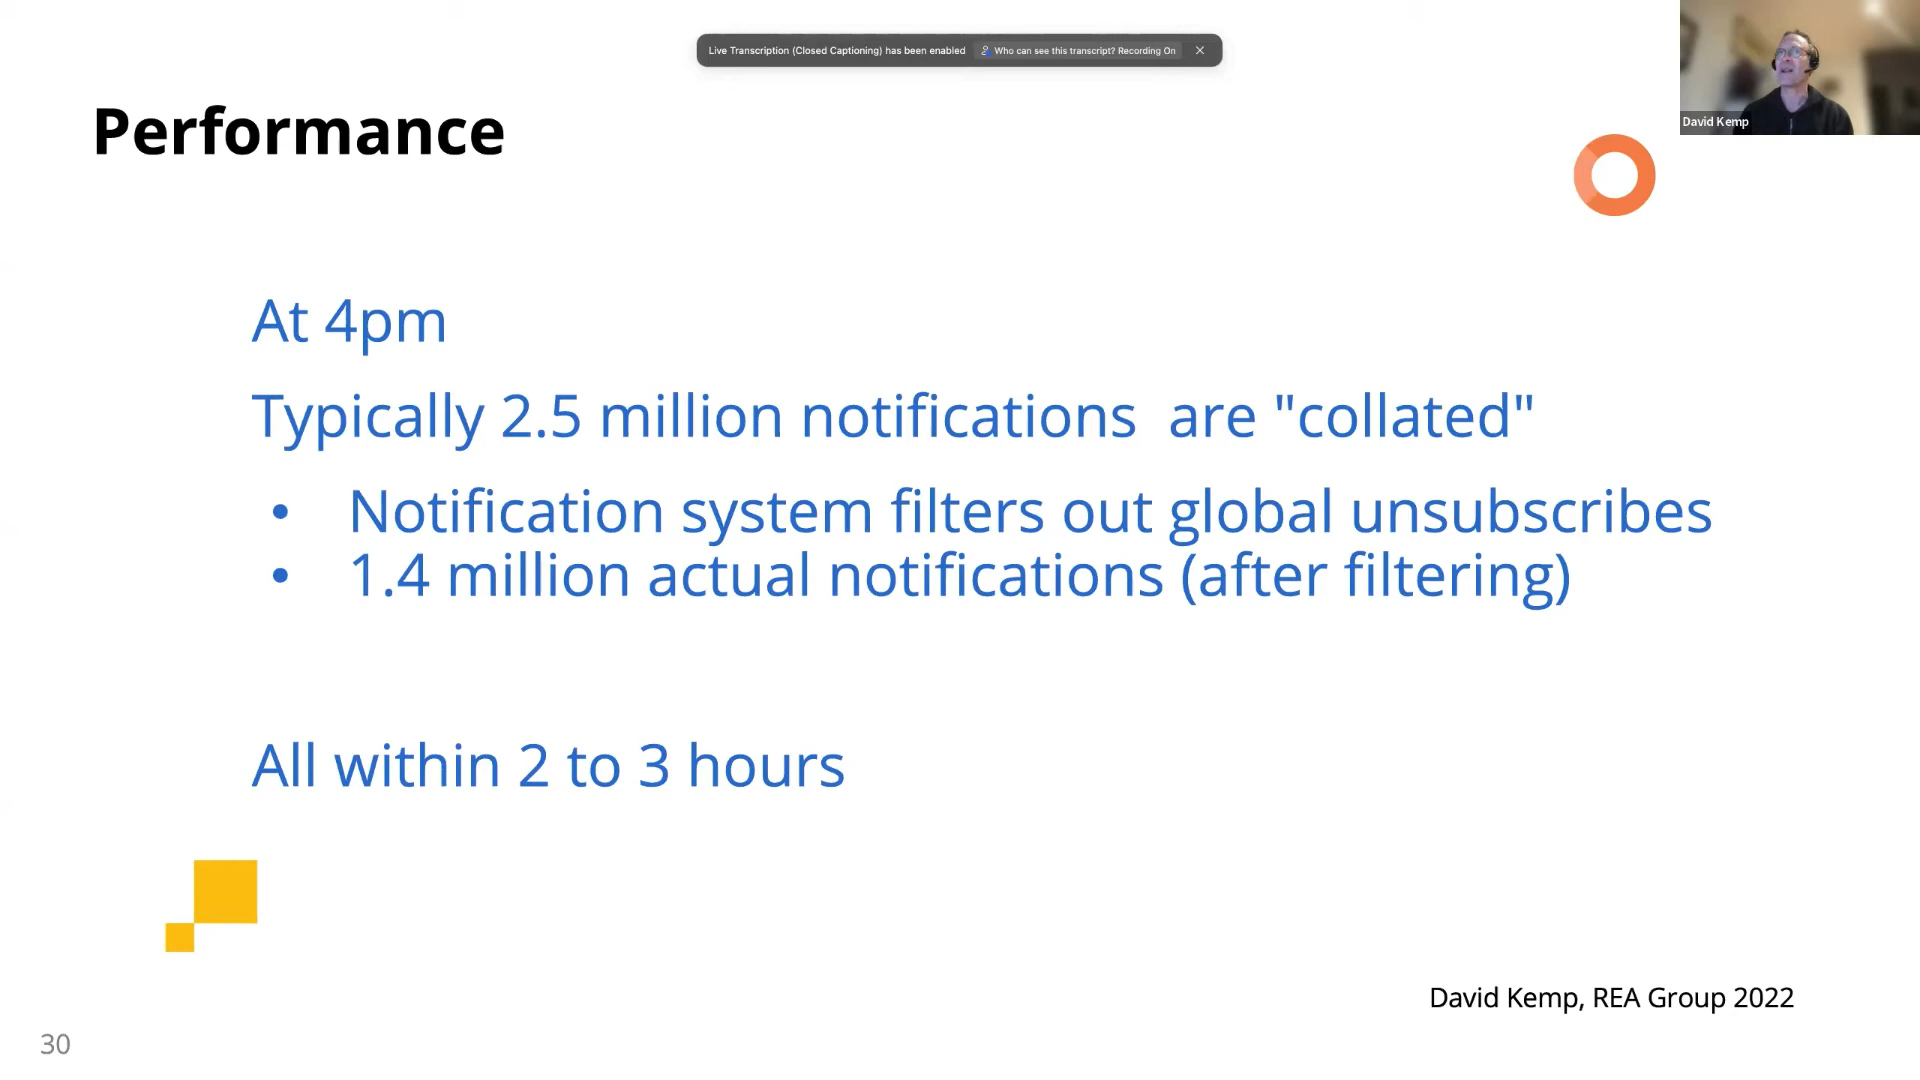 Live Transcription (Closed Captioning) has been enabled Who can see this transcript? Recording On
David Kemp
Performance
At 4pm
Typically 2.5 million notifications  are "collated"
• Notification system filters out global unsubscribes
• 1.4 million actual notifications (after filtering)
All within 2 to 3 hours
David Kemp, REA Group 2022
30